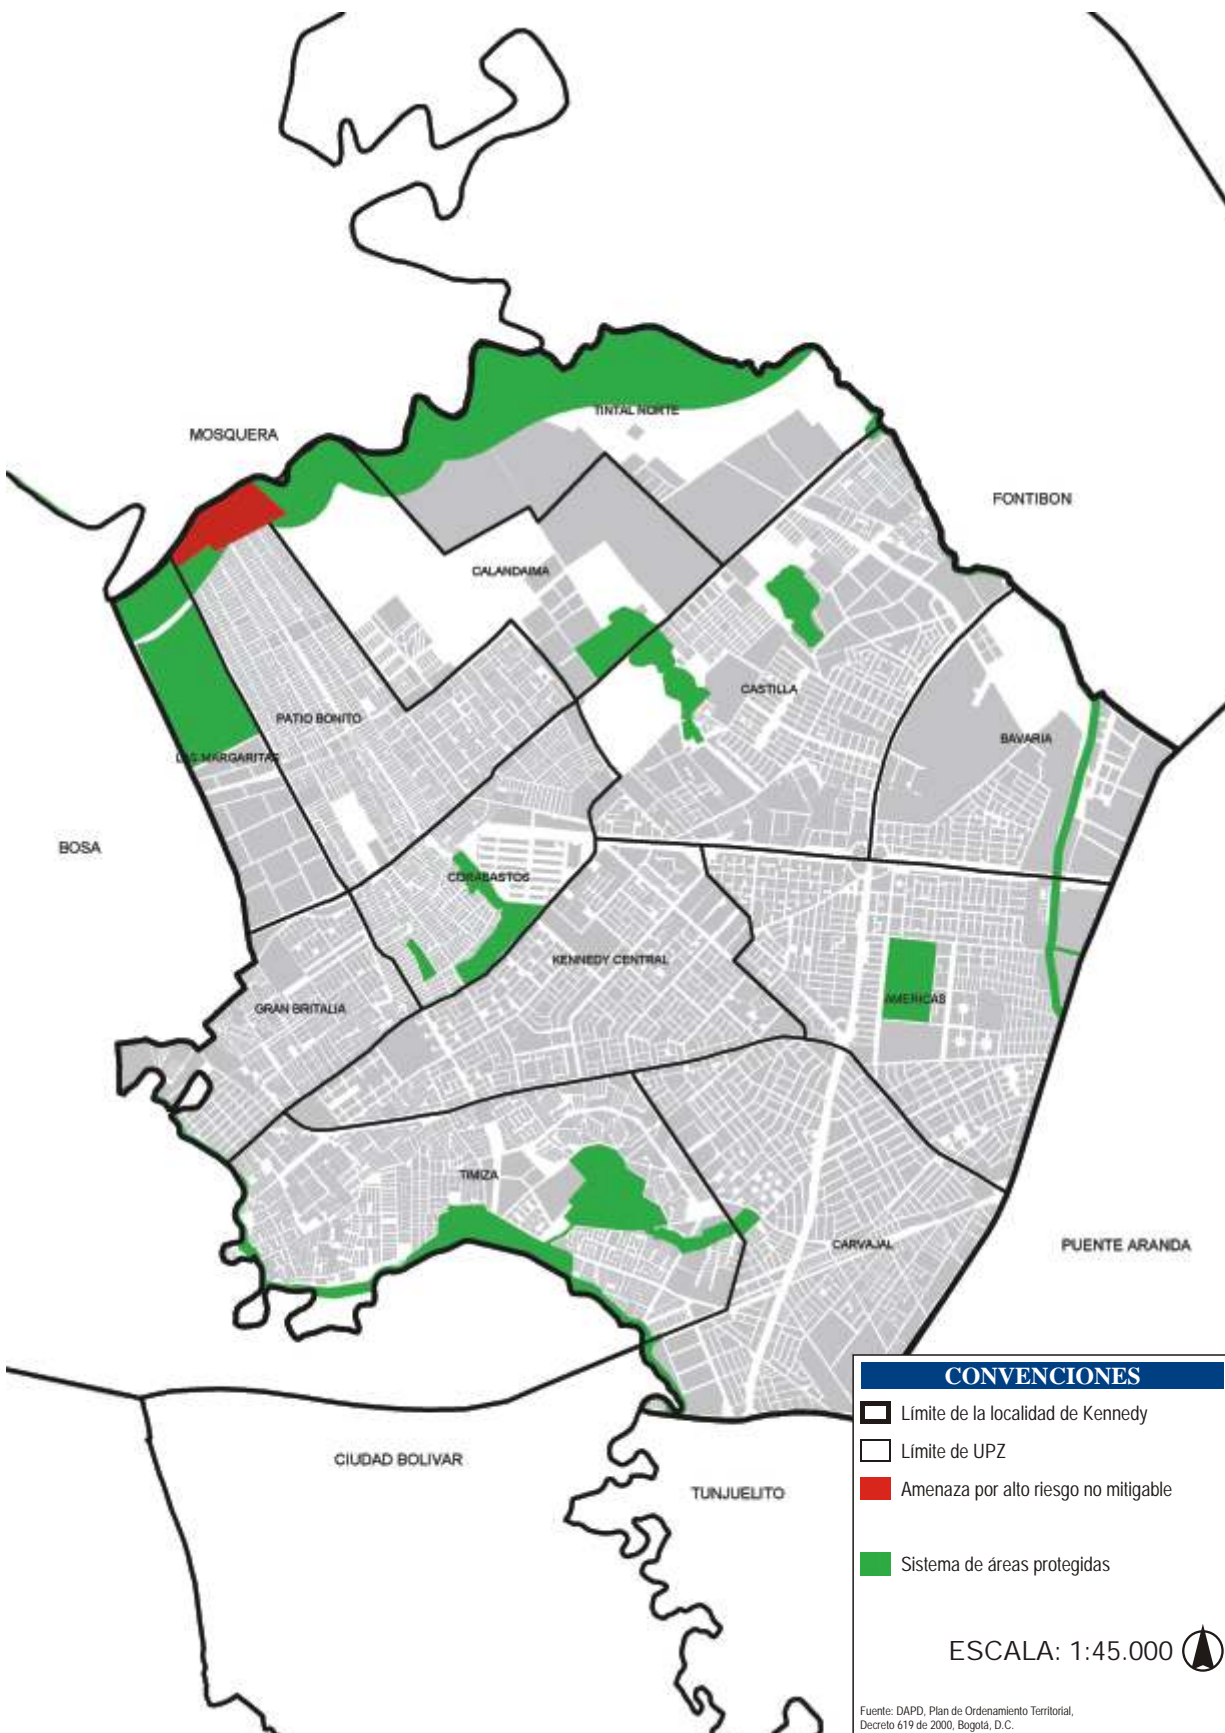 TINTAL NORTE
MOSQUERA
FONTIBON
CALANDAIMA
CASTILLA
PATIO BONITO
BAVARIA
LAS MARGARITAS
BOSA
CORABASTOS
KENNEDY CENTRAL
AMERICAS
GRAN BRITALIA
TIMIZA
CARVAJAL
PUENTE ARANDA
CIUDAD BOLIVAR
TUNJUELITO
CONVENCIONES
Límite de la localidad de Kennedy
Límite de UPZ
Amenaza por alto riesgo no mitigable
Sistema de áreas protegidas
ESCALA: 1:45.000
Fuente: DAPD, Plan de Ordenamiento Territorial,
Decreto 619 de 2000, Bogotá, D.C.